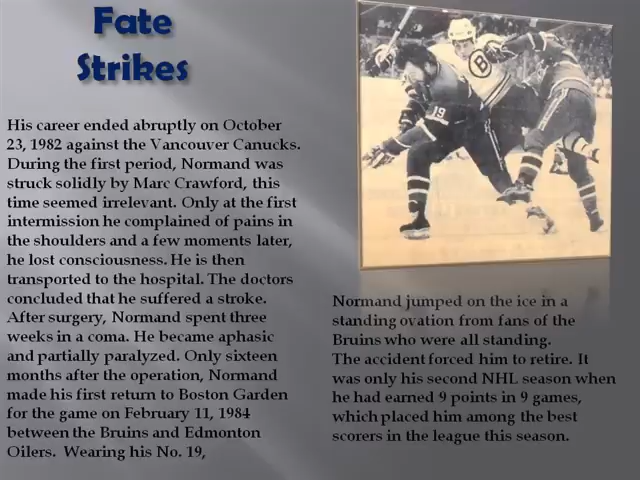 Fate
Strikes
His career ended abruptly on October
23, 1982 against the Vancouver Canucks.
During the first period, Normand was
struck solidly by Marc Crawford, this
time seemed irrelevant. Only at the first
intermission he complained of pains in
the shoulders and a few moments later,
he lost consciousness. He is then
transported to the hospital. The doctors
concluded that he suffered a stroke.
After surgery, Normand spent three
weeks in a coma. He became aphasic
and partially paralyzed. Only sixteen
months after the operation, Normand
made his first return to Boston Garden
for the game on February 11, 1984
between the Bruins and Edmonton
Oilers. Wearing his No. 19,
19
B
Normand jumped on the ice in a
standing ovation from fans of the
Bruins who were all standing.
The accident forced him to retire. It
was only his second NHL season when
he had earned 9 points in 9 games,
which placed him among the best
scorers in the league this season.